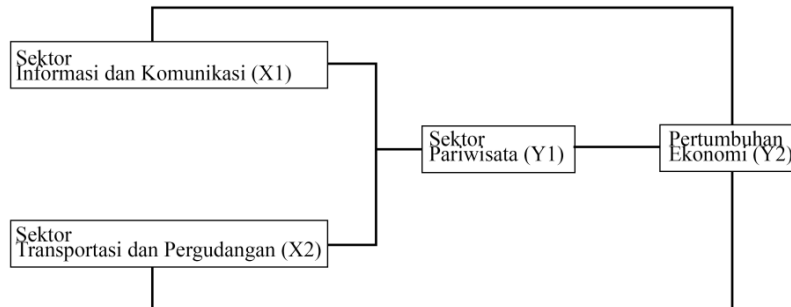 Sektor
Informasi dan Komunikasi (X1)
Sektor
Pariwisata (Y1)
Pertumbuhan
Ekonomi (Y2)
Sektor
Transportasi dan Pergudangan (X2)